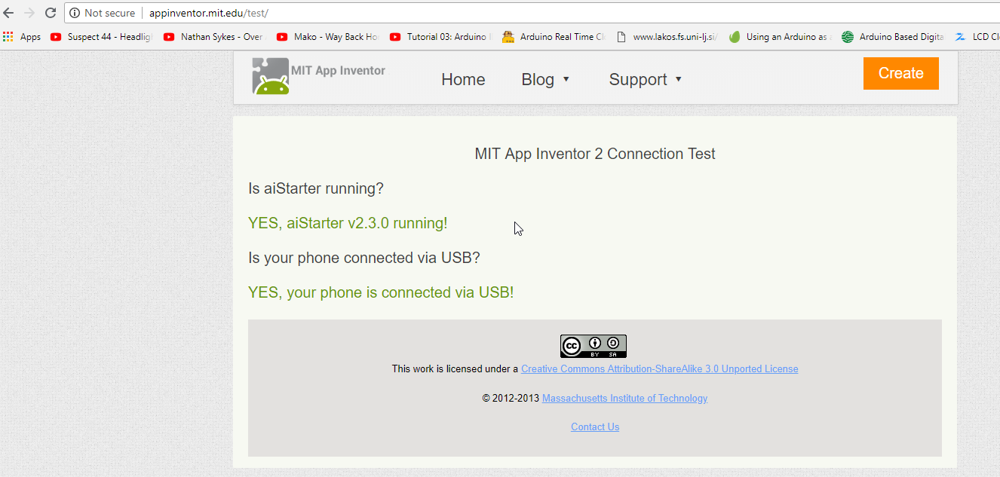 Not secure appinventor.mit.edu/test/
Apps Suspect 44 - Headlig Nathan Sykes - Over Mako - Way Back Ho Tutorial 03: Arduino Arduino Real Time Cl www.lakos.fs.uni-lj.si/ Using an Arduino as Arduino Based Digita LCD Cl
MIT App Inventor Home Blog Support Create
MIT App Inventor 2 Connection Test
Is aiStarter running?
YES, aiStarter v2.3.0 running!
Is your phone connected via USB?
YES, your phone is connected via USB!
cc BY SA
This work is licensed under a Creative Commons Attribution-ShareAlike 3.0 Unported License
© 2012-2013 Massachusetts Institute of Technology
Contact Us